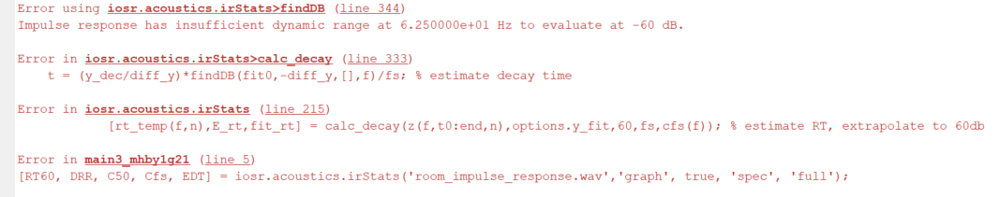 Error using iosr.acoustics.irStats>findDB (line 344)
Impulse response has insufficient dynamic range at 6.250000e+01 Hz to evaluate at -60 dB.
Error in iosr.acoustics.irStats>calc_decay (line 333)
t = (y_dec/diff_y)*findDB(fit0,-diff_y,[],f)/fs; % estimate decay time
Error in iosr.acoustics.irStats (line 215)
[rt_temp(f,n),E_rt,fit_rt] = calc_decay(z(f,t0:end,n),options.y_fit,60,fs,cfs(f)); % estimate RT, extrapolate to 60db
Error in main3_mhby1g21 (line 5)
[RT60, DRR, C50, Cfs, EDT] = iosr.acoustics.irStats('room_impulse_response.wav','graph', true, 'spec', 'full');